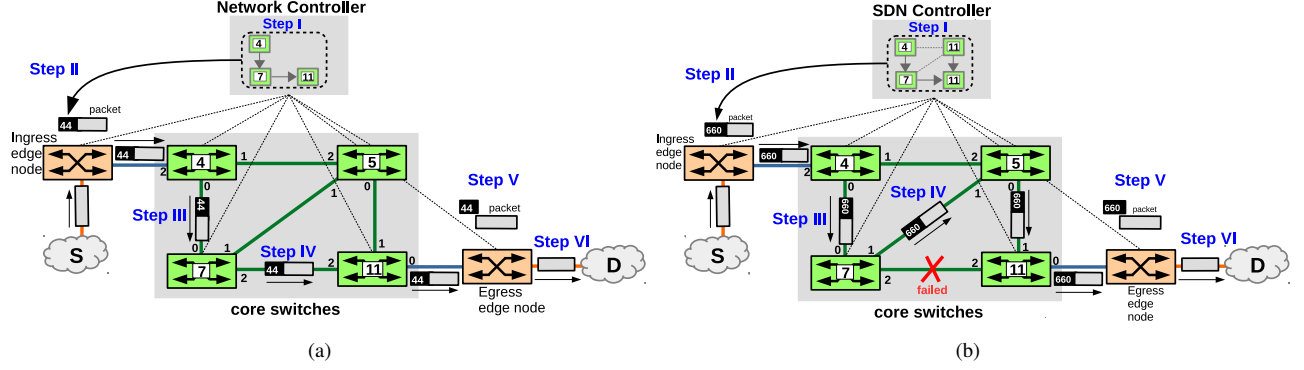 Network Controller
Step I
4
7
11
Step II
44
packet
Ingress
edge
node
44
2
4
1
2
5
0
0
1
44
Step III
Step V
44
packet
Step IV
Step VI
S
0
1
7
2
44
2
1
11
0
44
D
Egress
edge node
core switches
(a)
SDN Controller
Step I
4
11
7
11
Step II
660
packet
Ingress
edge
node
660
2
4
1
2
5
0
1
0
660
Step III
Step IV
660
660
Step V
660
packet
Step VI
S
0
1
7
2
failed
2
1
11
0
660
D
Egress
edge
node
core switches
(b)